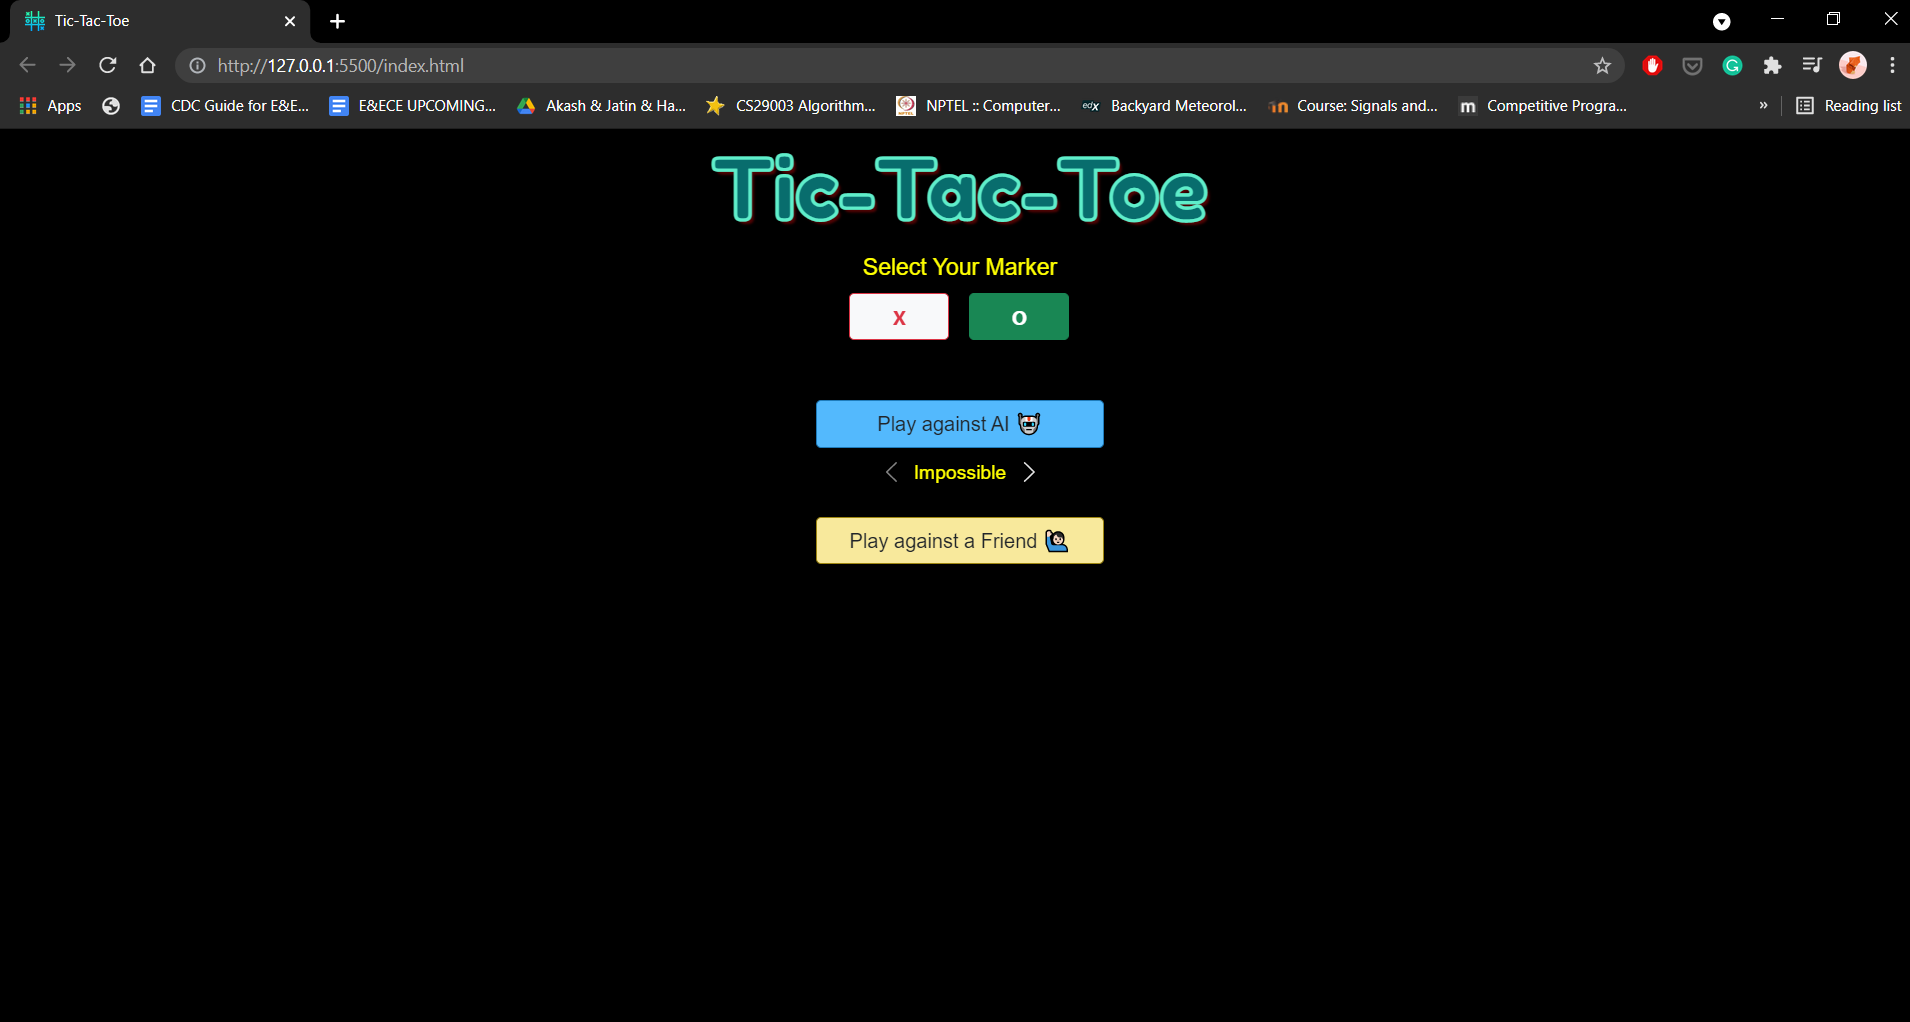 Tic-Tac-Toe
http://127.0.0.1:5500/index.html
Apps CDC Guide for E&E... E&ECE UPCOMING... Akash & Jatin & Ha... CS29003 Algorithm... NPTEL :: Computer... edx Backyard Meteorol... Course: Signals and... m Competitive Progra... » Reading list
Tic-Tac-Toe
Select Your Marker
X O
Play against AI
Impossible
Play against a Friend